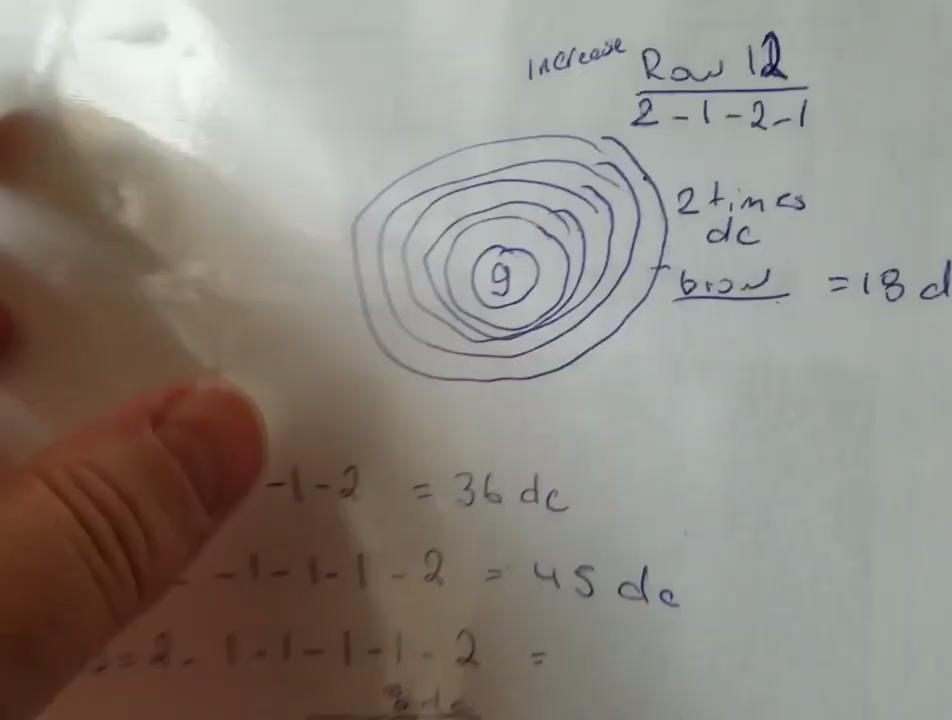 increase Row 12
2-1-2-1
2 times
dc
9
= 18 d
-1-2 = 36 dc
-1-1-1-2 = 45 dc
=2-1-1-1-1-2 =